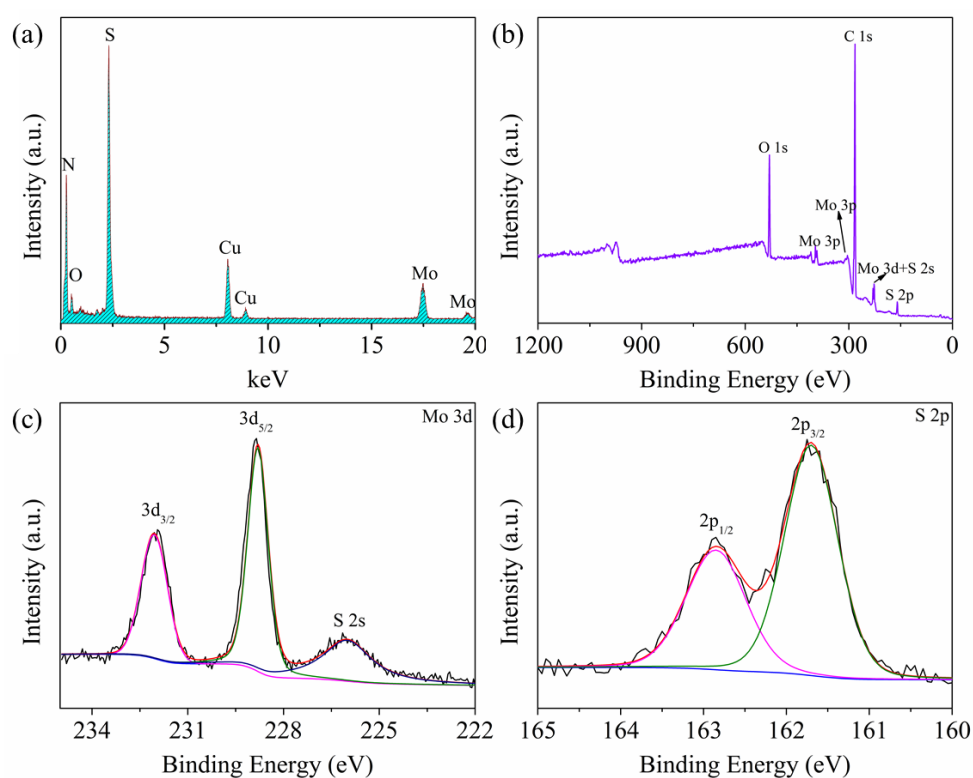 (a)
S
N
O
Cu
Cu
Mo
Mo
0 5 10 15 20
keV
Intensity (a.u.)
(b)
C 1s
O 1s
Mo 3p
Mo 3p
Mo 3d+S 2s
S 2p
1200 900 600 300 0
Binding Energy (eV)
Intensity (a.u.)
(c)
Mo 3d
3d5/2
3d3/2
S 2s
234 231 228 225 222
Binding Energy (eV)
Intensity (a.u.)
(d)
S 2p
2p3/2
2p1/2
165 164 163 162 161 160
Binding Energy (eV)
Intensity (a.u.)